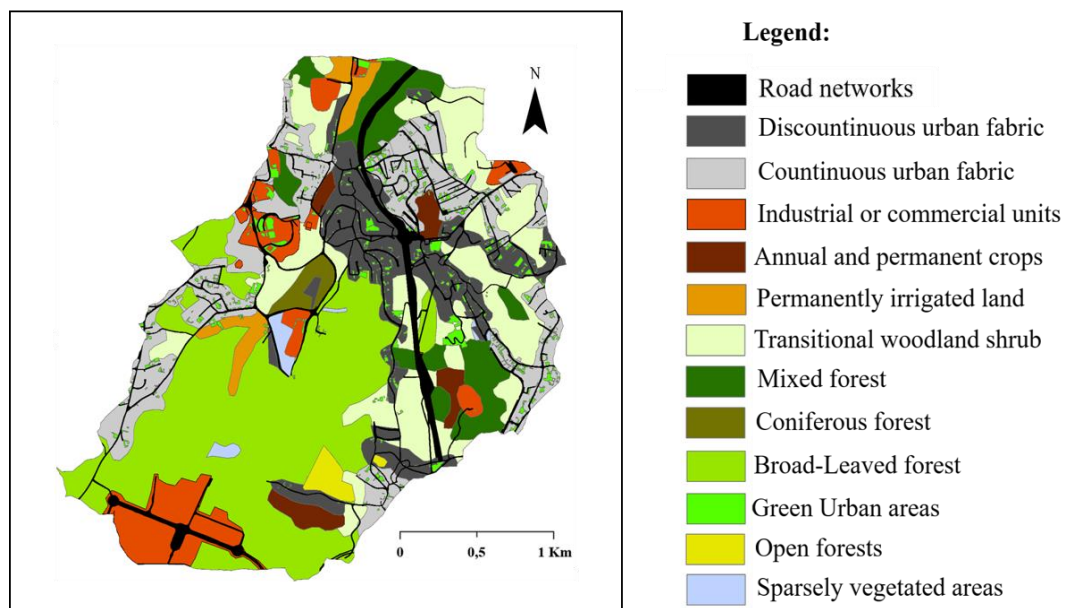 N
0 0,5 1 Km
Legend:
Road networks
Discountinuous urban fabric
Countinuous urban fabric
Industrial or commercial units
Annual and permanent crops
Permanently irrigated land
Transitional woodland shrub
Mixed forest
Coniferous forest
Broad-Leaved forest
Green Urban areas
Open forests
Sparsely vegetated areas